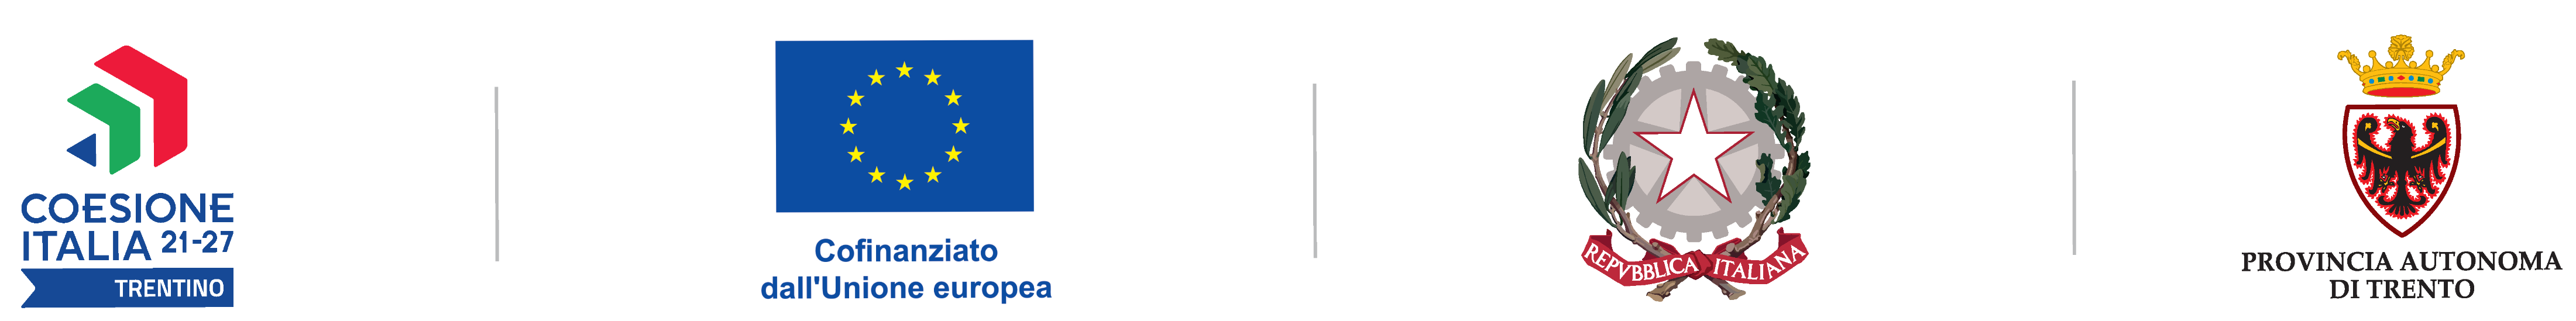 COESIONE
ITALIA 21-27
TRENTINO
Cofinanziato
dall'Unione europea
REPVBBLICA ITALIANA
PROVINCIA AUTONOMA
DI TRENTO